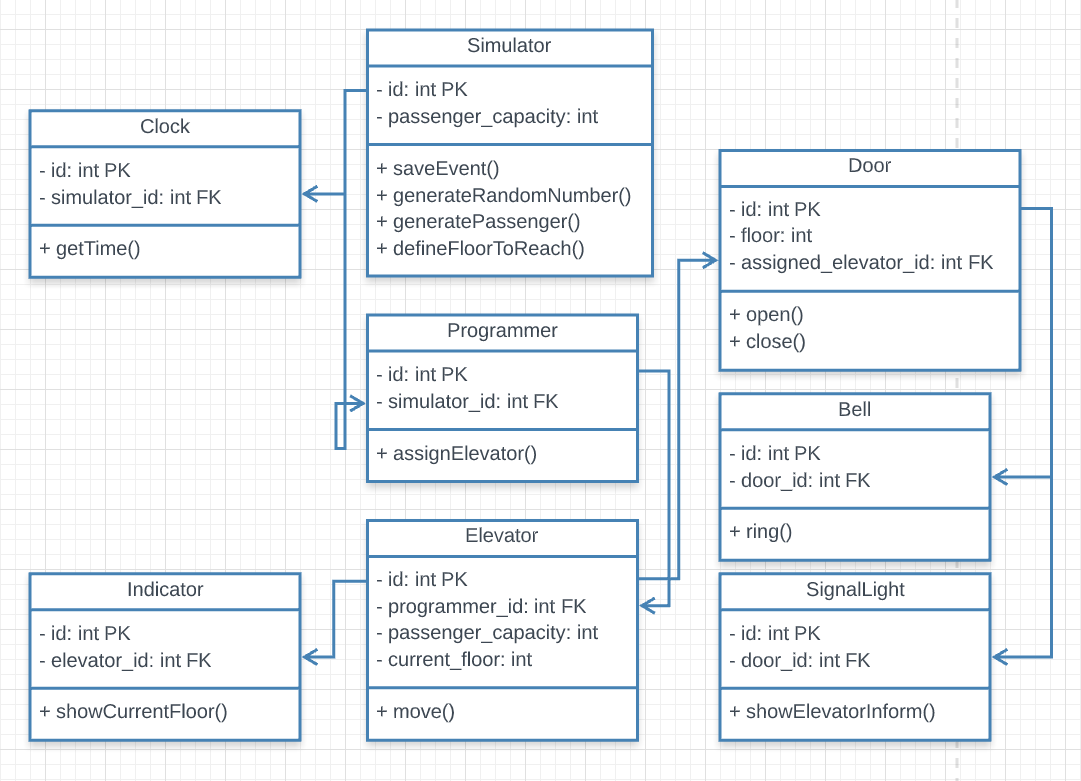 Simulator
- id: int PK
- passenger_capacity: int
+ saveEvent()
+ generateRandomNumber()
+ generatePassenger()
+ defineFloorToReach()
Clock
- id: int PK
- simulator_id: int FK
+ getTime()
Door
- id: int PK
- floor: int
- assigned_elevator_id: int FK
+ open()
+ close()
Programmer
- id: int PK
- simulator_id: int FK
+ assignElevator()
Bell
- id: int PK
- door_id: int FK
+ ring()
Elevator
- id: int PK
- programmer_id: int FK
- passenger_capacity: int
- current_floor: int
+ move()
Indicator
- id: int PK
- elevator_id: int FK
+ showCurrentFloor()
SignalLight
- id: int PK
- door_id: int FK
+ showElevatorInform()